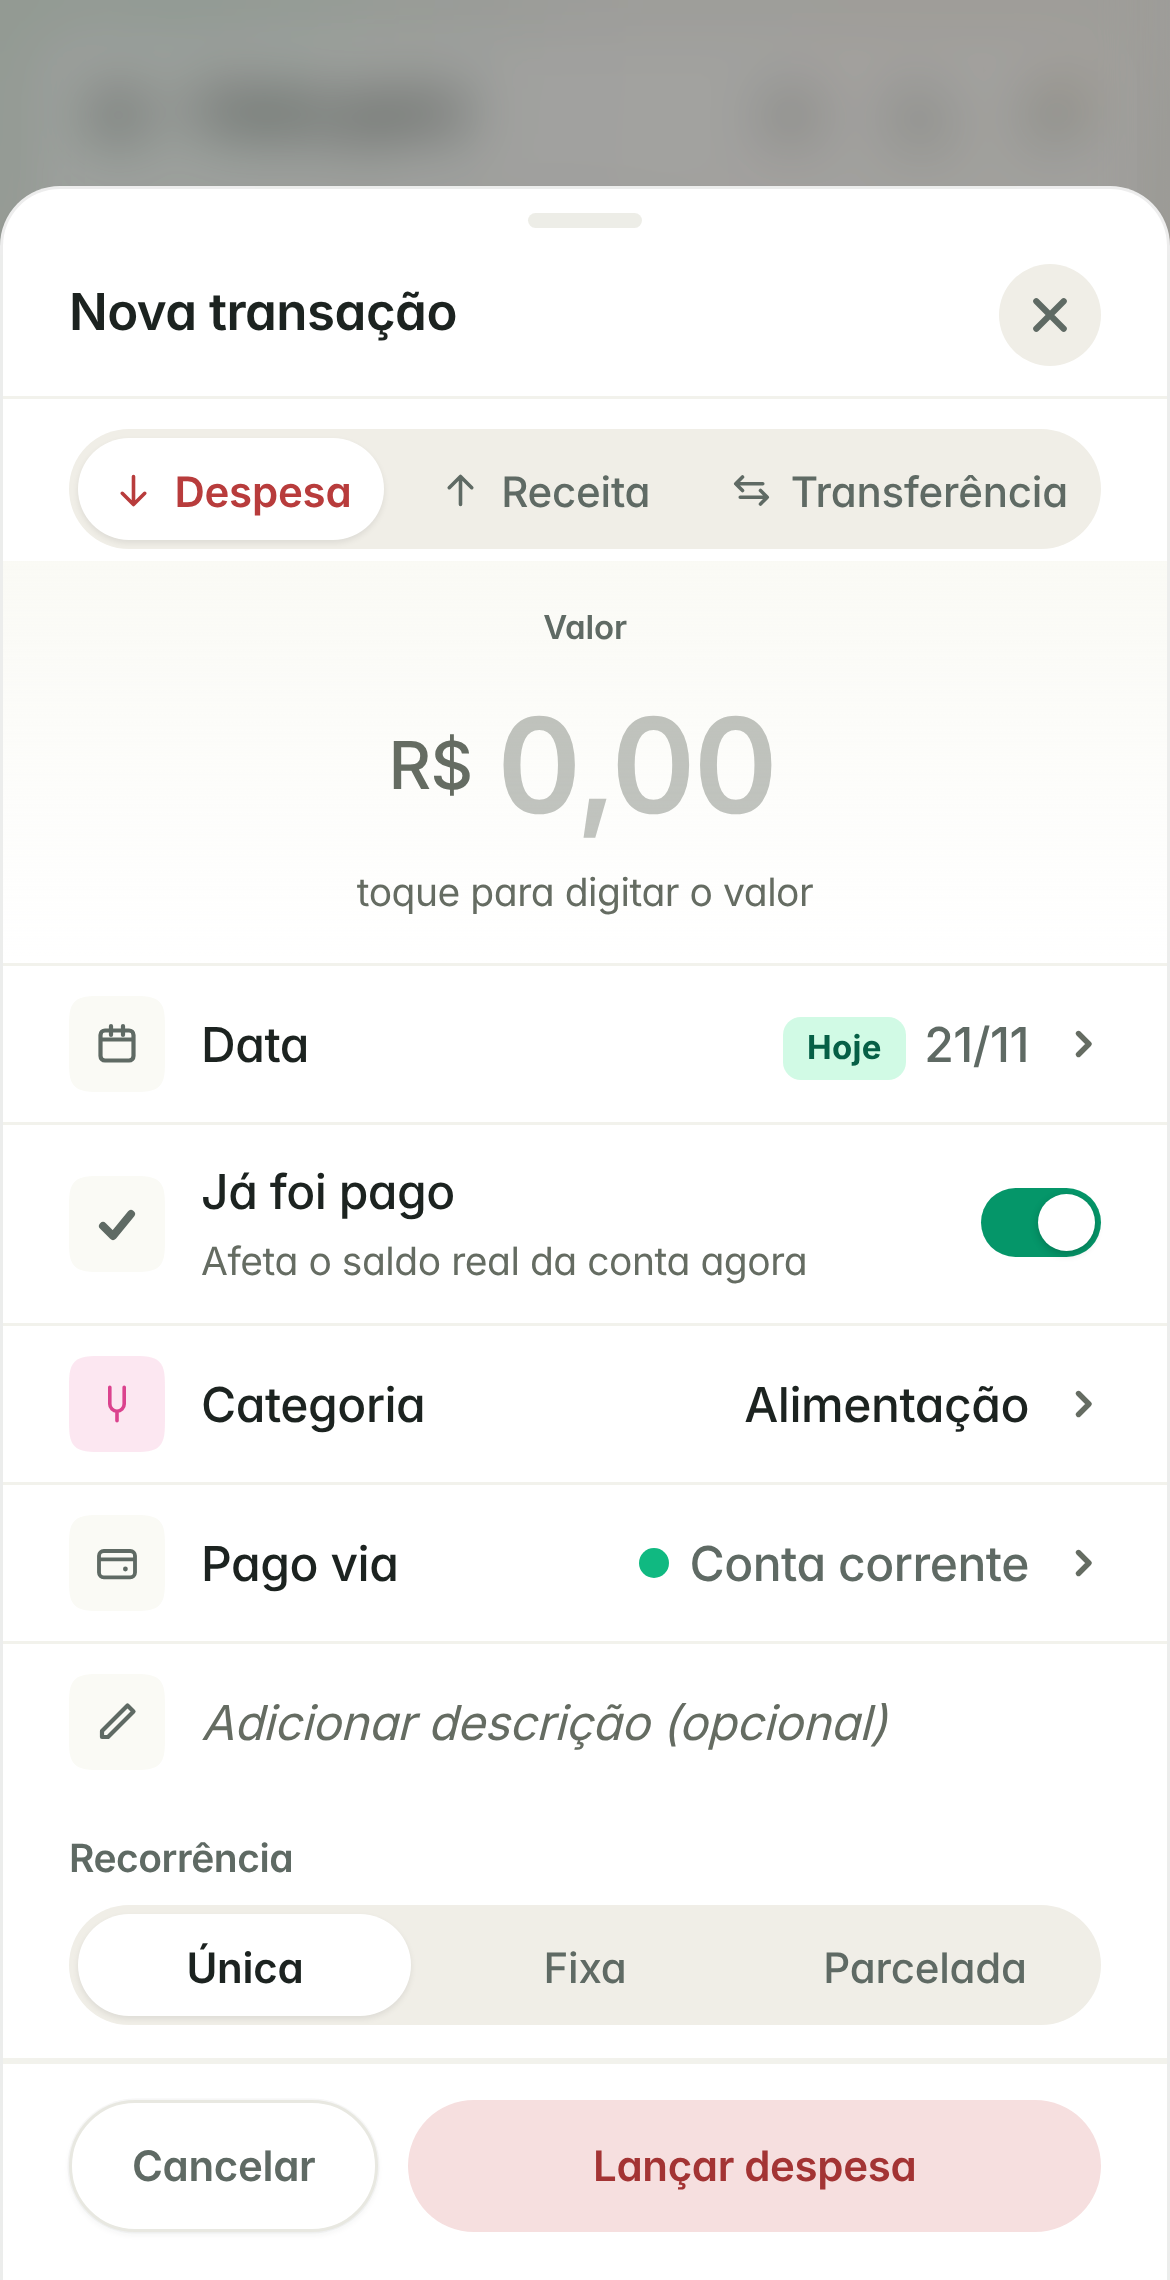 Nova transação
Despesa
Receita
Transferência
Valor
R$ 0,00
toque para digitar o valor
Data
Hoje 21/11
Já foi pago
Afeta o saldo real da conta agora
Categoria
Alimentação
Pago via
Conta corrente
Adicionar descrição (opcional)
Recorrência
Única
Fixa
Parcelada
Cancelar
Lançar despesa